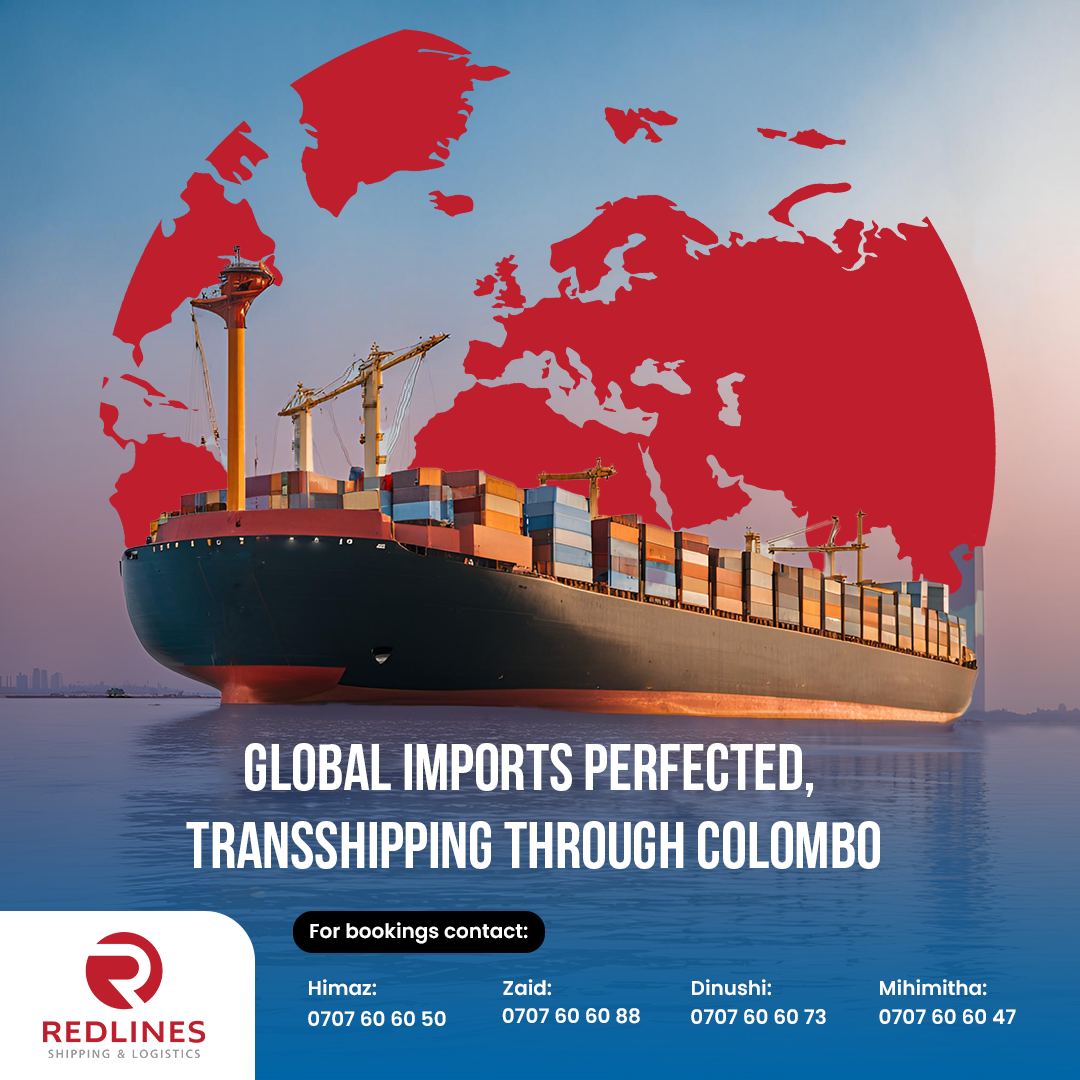 GLOBAL IMPORTS PERFECTED,
TRANSSHIPPING THROUGH COLOMBO
For bookings contact:
Himaz:
0707 60 60 50
Zaid:
0707 60 60 88
Dinushi:
0707 60 60 73
Mihimitha:
0707 60 60 47
REDLINES
SHIPPING & LOGISTICS